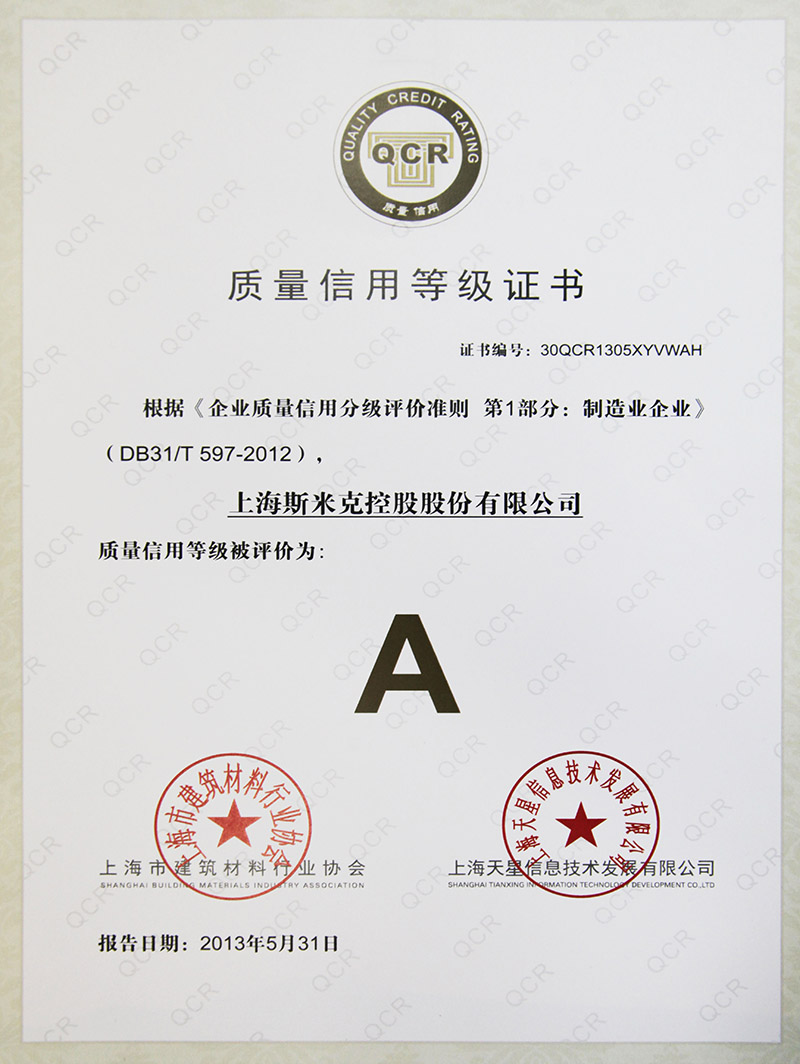 QUALITY CREDIT RATING
QCR
质量信用
质量信用等级证书
证书编号：30QCR1305XYVWAH
根据《企业质量信用分级评价准则 第1部分：制造业企业》
（DB31/T 597-2012），
上海斯米克控股股份有限公司
质量信用等级被评价为：
A
上海市建筑材料行业协会
上海天星信息技术发展有限公司
上海市建筑材料行业协会
SHANGHAI BUILDING MATERIALS INDUSTRY ASSOCIATION
上海天星信息技术发展有限公司
SHANGHAI TIANXING INFORMATION TECHNOLOGY DEVELOPMENT CO.,LTD
报告日期：2013年5月31日